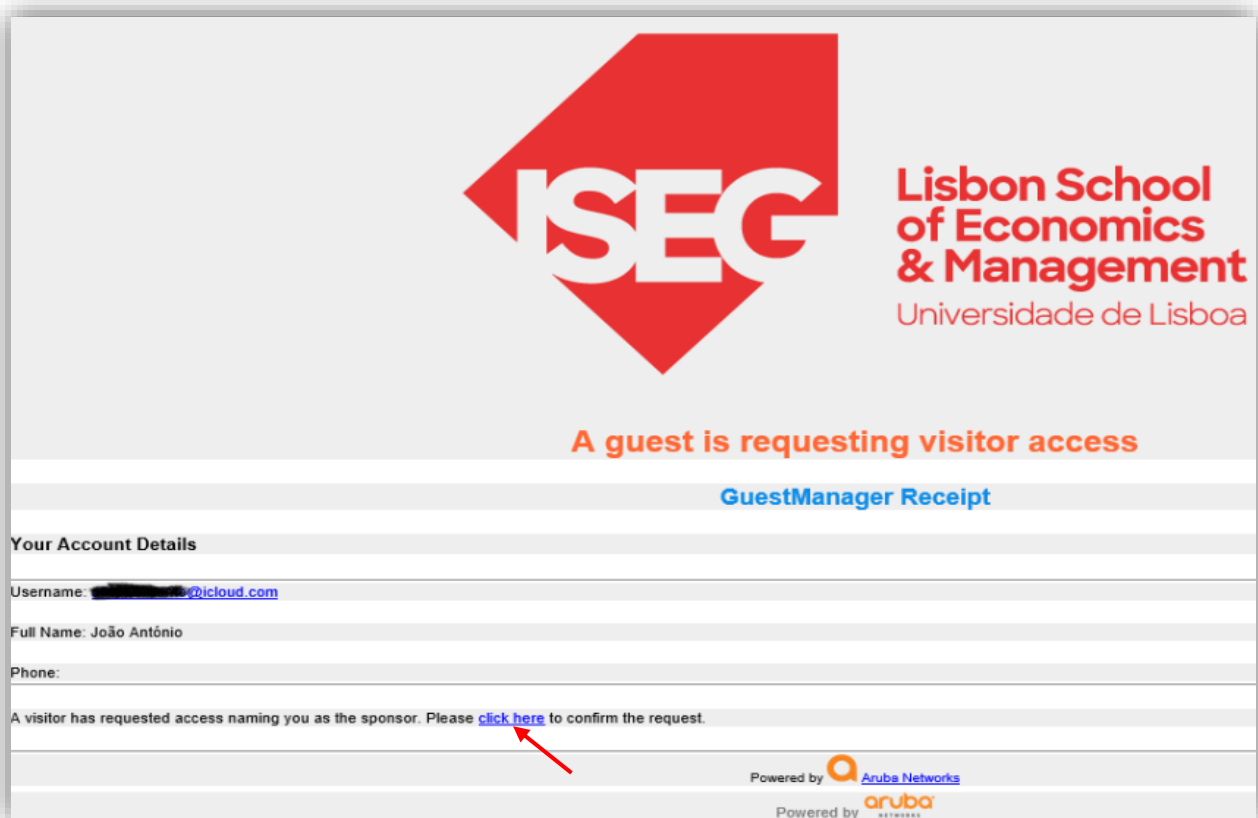 ISEG
Lisbon School
of Economics
& Management
Universidade de Lisboa
A guest is requesting visitor access
GuestManager Receipt
Your Account Details
Username: @icloud.com
Full Name: João António
Phone:
A visitor has requested access naming you as the sponsor. Please click here to confirm the request.
Powered by Aruba Networks
Powered by aruba
NETWORKS